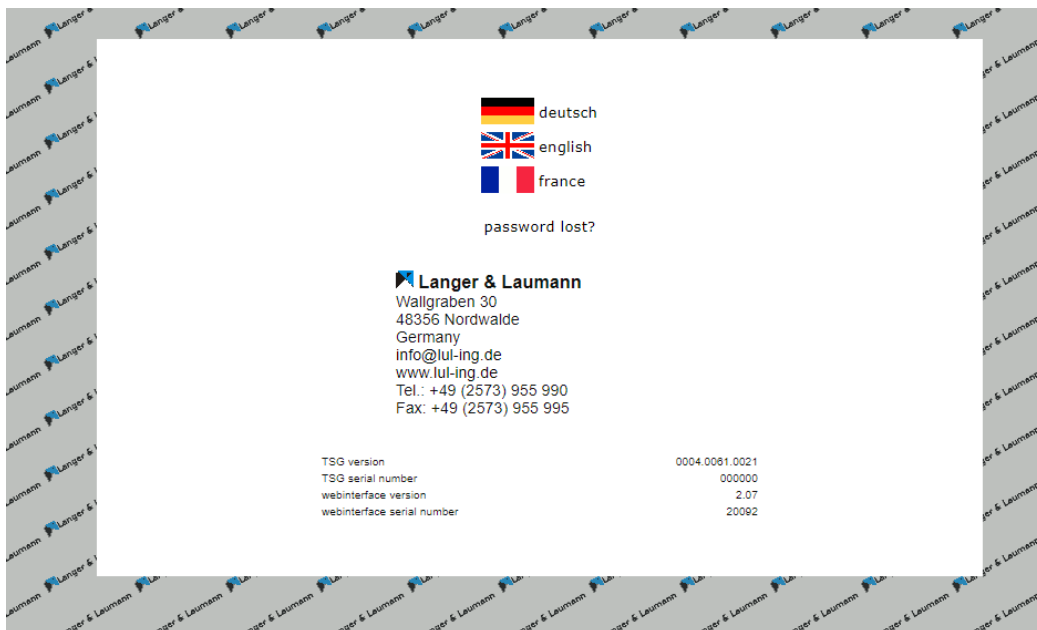 deutsch
english
france
password lost?
Langer & Laumann
Wallgraben 30
48356 Nordwalde
Germany
info@lul-ing.de
www.lul-ing.de
Tel.: +49 (2573) 955 990
Fax: +49 (2573) 955 995
TSG version 0004.0061.0021
TSG serial number 000000
webinterface version 2.07
webinterface serial number 20092